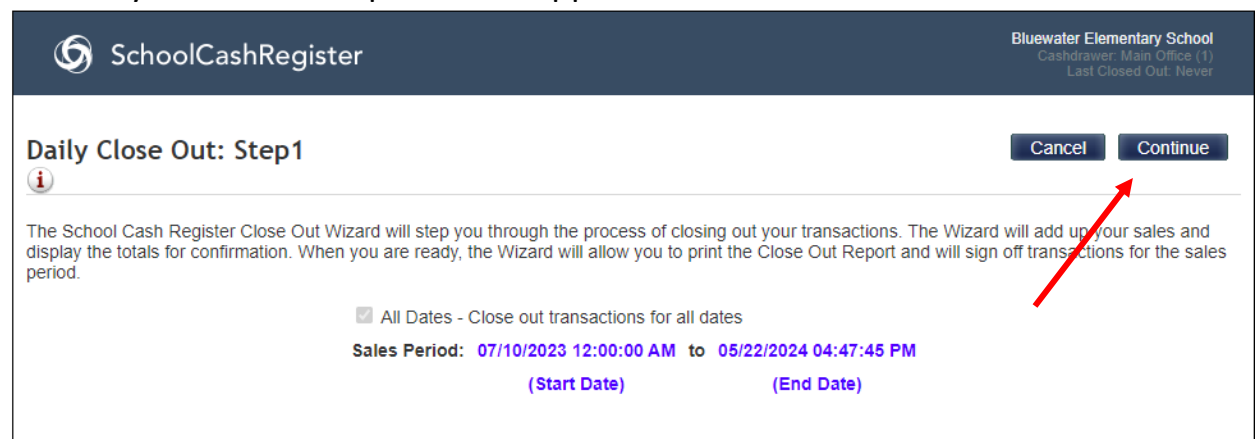 SchoolCashRegister
Bluewater Elementary School
Cashdrawer: Main Office (1)
Last Closed Out: Never
Daily Close Out: Step1
Cancel
Continue
i
The School Cash Register Close Out Wizard will step you through the process of closing out your transactions. The Wizard will add up your sales and
display the totals for confirmation. When you are ready, the Wizard will allow you to print the Close Out Report and will sign off transactions for the sales
period.
All Dates - Close out transactions for all dates
Sales Period: 07/10/2023 12:00:00 AM to 05/22/2024 04:47:45 PM
(Start Date) (End Date)